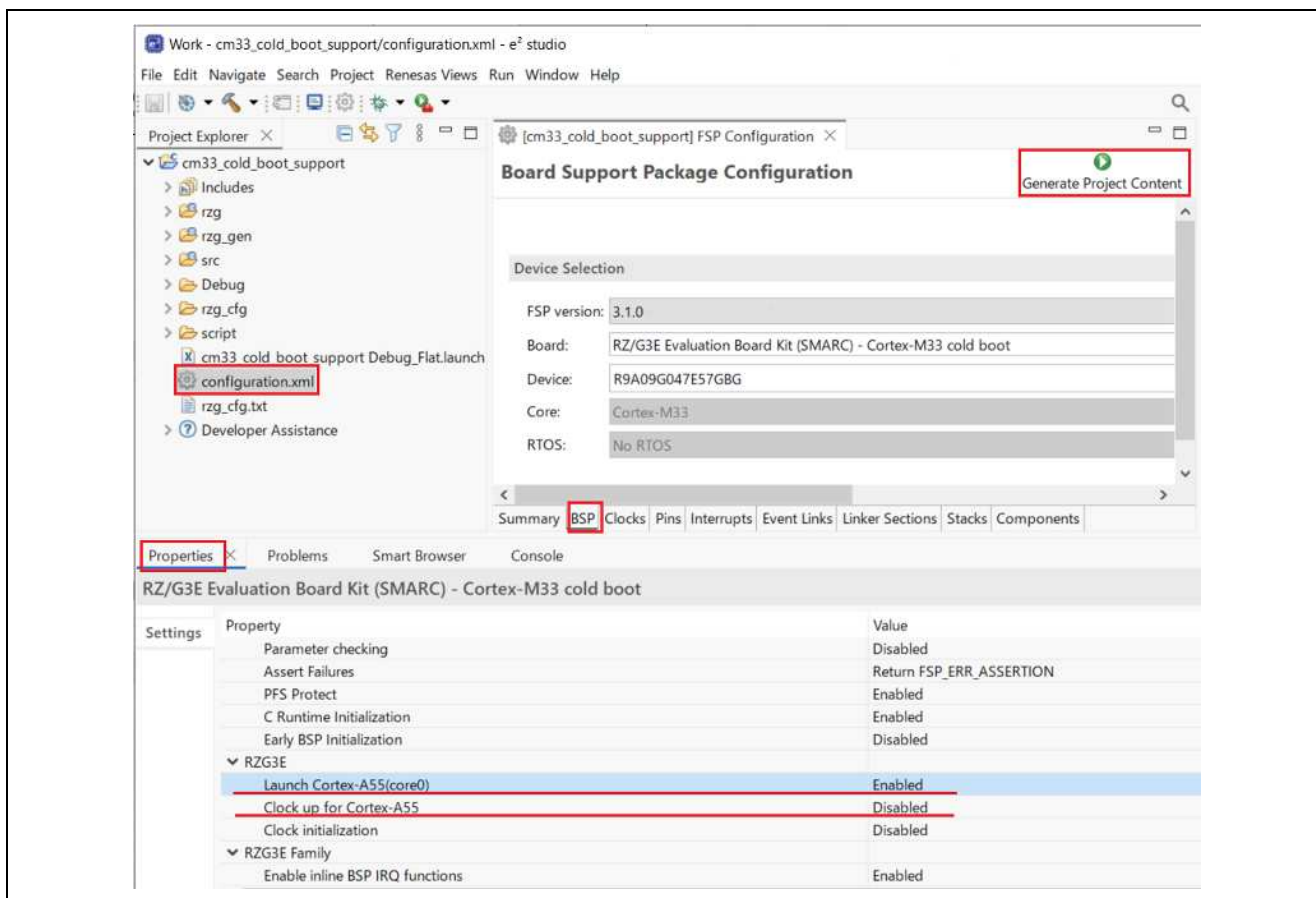 Work - cm33_cold_boot_support/configuration.xml - e² studio
File Edit Navigate Search Project Renesas Views Run Window Help
Project Explorer
cm33_cold_boot_support
Includes
rzg
rzg_gen
src
Debug
rzg_cfg
script
cm33_cold_boot_support Debug_Flat.launch
configuration.xml
rzg_cfg.txt
Developer Assistance
[cm33_cold_boot_support] FSP Configuration
Board Support Package Configuration
Generate Project Content
Device Selection
FSP version: 3.1.0
Board: RZ/G3E Evaluation Board Kit (SMARC) - Cortex-M33 cold boot
Device: R9A09G047E57GBG
Core: Cortex-M33
RTOS: No RTOS
Summary BSP Clocks Pins Interrupts Event Links Linker Sections Stacks Components
Properties Problems Smart Browser Console
RZ/G3E Evaluation Board Kit (SMARC) - Cortex-M33 cold boot
Settings
Property Value
Parameter checking Disabled
Assert Failures Return FSP_ERR_ASSERTION
PFS Protect Enabled
C Runtime Initialization Enabled
Early BSP Initialization Disabled
RZG3E
Launch Cortex-A55(core0) Enabled
Clock up for Cortex-A55 Disabled
Clock initialization Disabled
RZG3E Family
Enable inline BSP IRQ functions Enabled